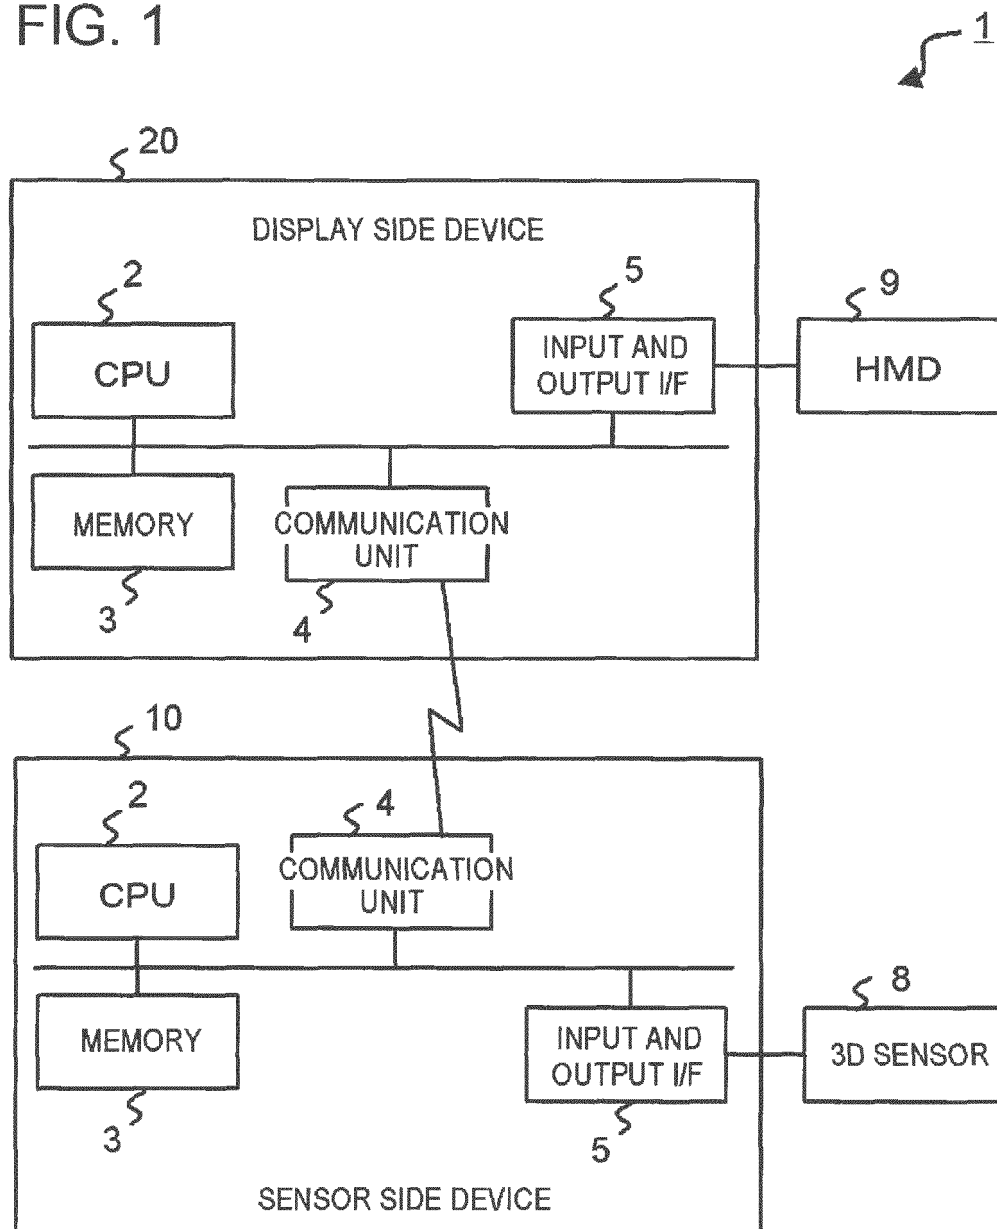 FIG. 1
1
20
DISPLAY SIDE DEVICE
2
5
9
CPU
INPUT AND
OUTPUT I/F
HMD
MEMORY
COMMUNICATION
UNIT
3
4
10
2
4
CPU
COMMUNICATION
UNIT
8
MEMORY
INPUT AND
OUTPUT I/F
3D SENSOR
3
5
SENSOR SIDE DEVICE